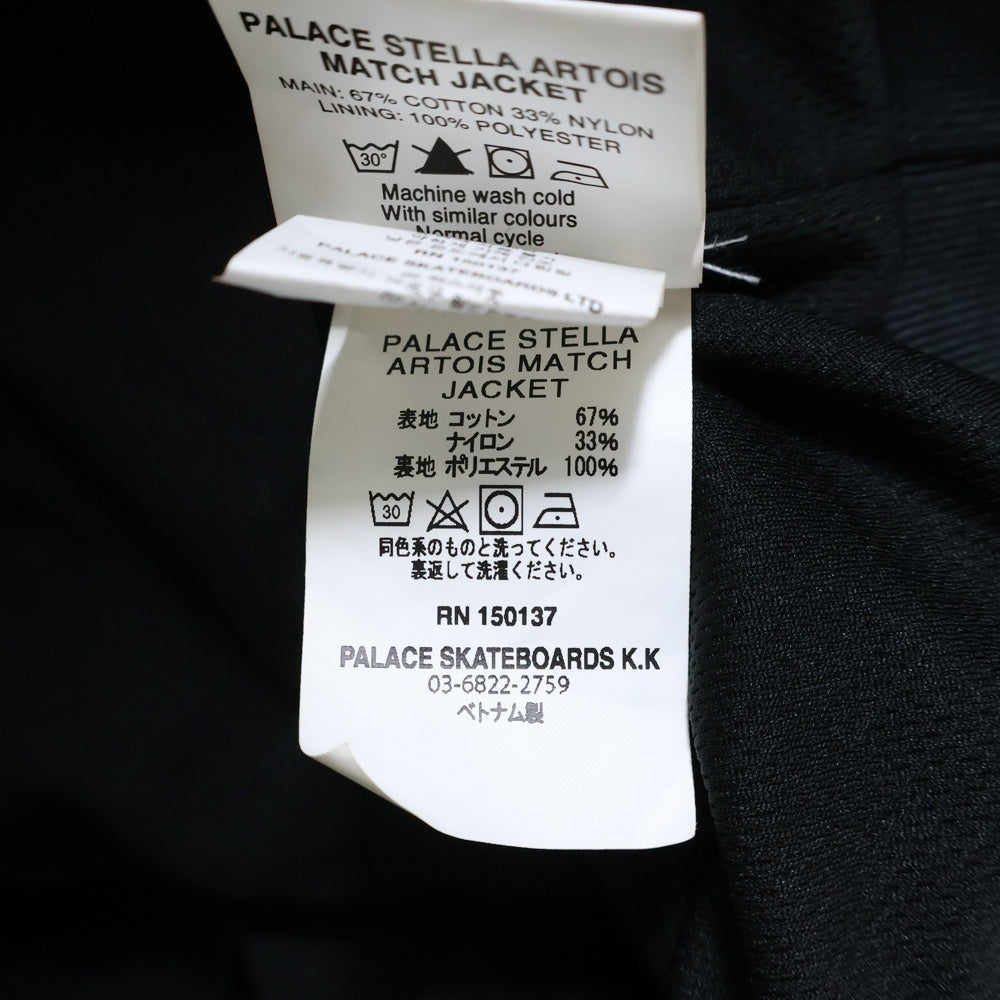 PALACE STELLA ARTOIS
MATCH JACKET
MAIN: 67% COTTON 33% NYLON
LINING: 100% POLYESTER
30°
Machine wash cold
With similar colours
Normal cycle
RN 150137
PALACE SKATEBOARDS LTD
PALACE STELLA
ARTOIS MATCH
JACKET
表地 コットン 67%
ナイロン 33%
裏地 ポリエステル 100%
30
同色系のものと洗ってください。
裏返して洗濯ください。
RN 150137
PALACE SKATEBOARDS K.K
03-6822-2759
ベトナム製